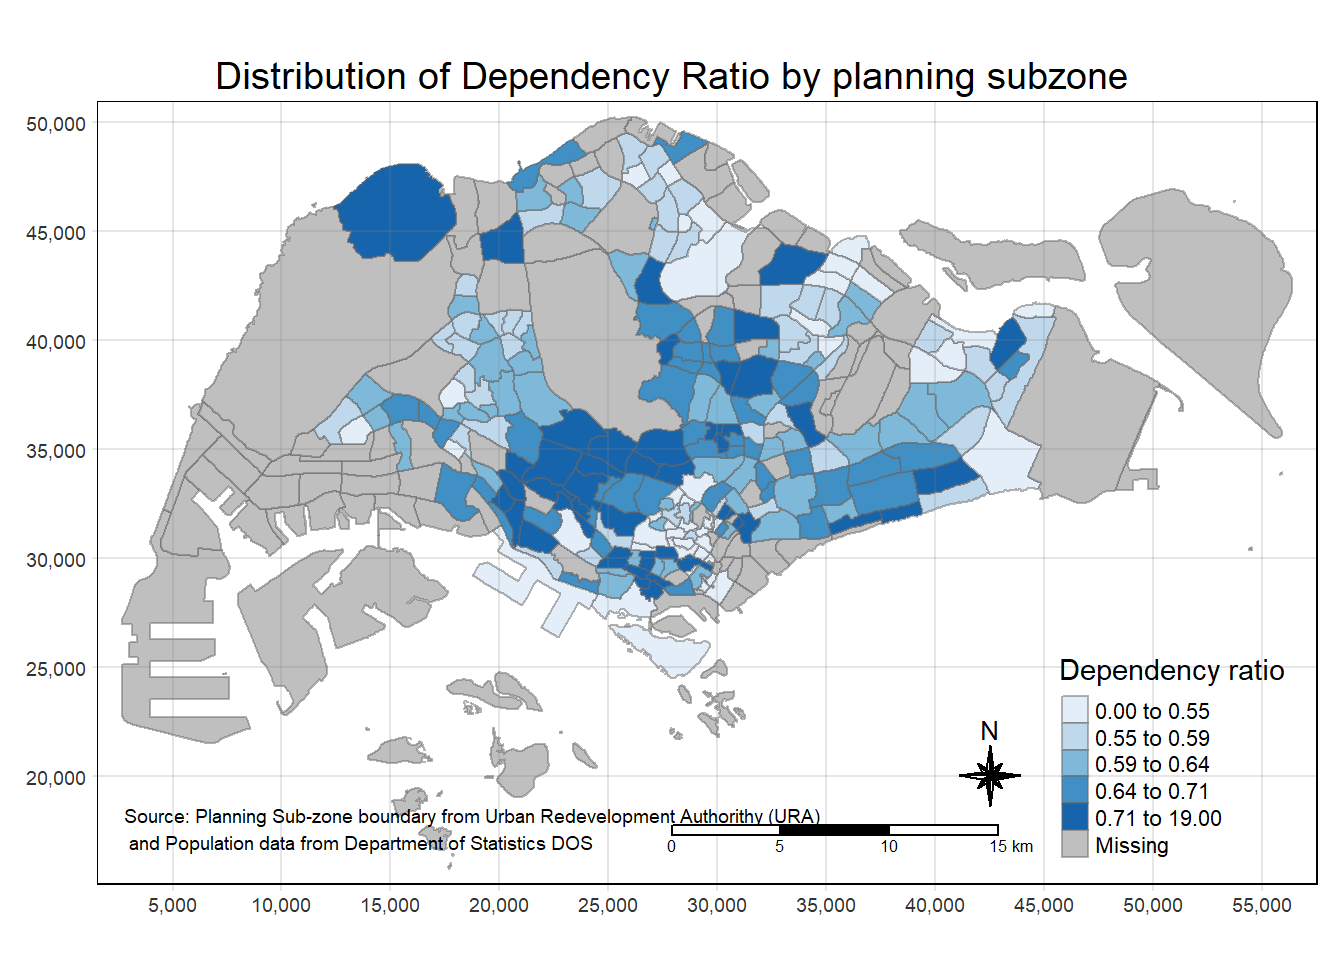 Distribution of Dependency Ratio by planning subzone
50,000
45,000
40,000
35,000
30,000
25,000
20,000
Dependency ratio
0.00 to 0.55
0.55 to 0.59
0.59 to 0.64
0.64 to 0.71
0.71 to 19.00
Missing
N
Source: Planning Sub-zone boundary from Urban Redevelopment Authorithy (URA)
and Population data from Department of Statistics DOS
0 5 10 15 km
5,000 10,000 15,000 20,000 25,000 30,000 35,000 40,000 45,000 50,000 55,000